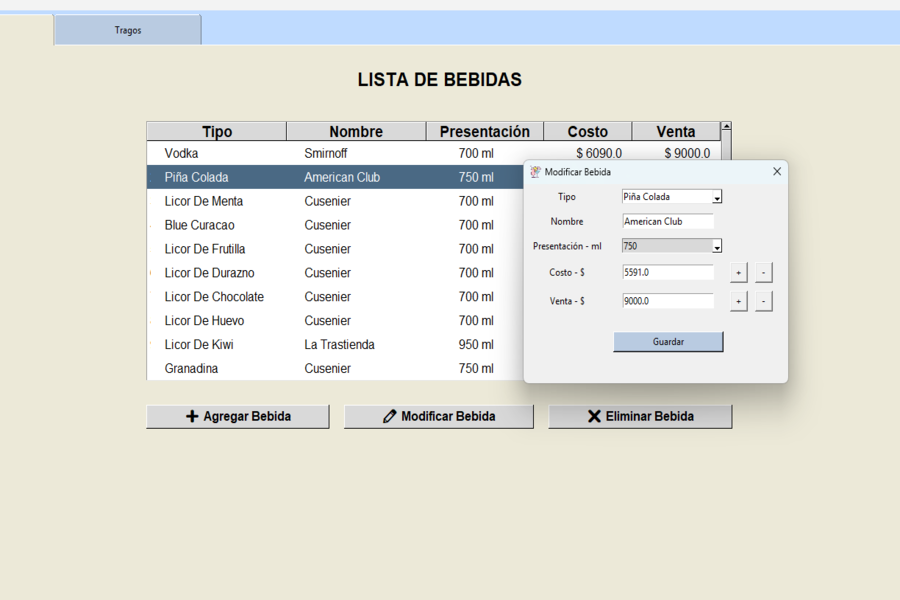 Tragos
LISTA DE BEBIDAS
Tipo Nombre Presentación Costo Venta
Vodka Smirnoff 700 ml $ 6090.0 $ 9000.0
Piña Colada American Club 750 ml
Licor De Menta Cusenier 700 ml
Blue Curacao Cusenier 700 ml
Licor De Frutilla Cusenier 700 ml
Licor De Durazno Cusenier 700 ml
Licor De Chocolate Cusenier 700 ml
Licor De Huevo Cusenier 700 ml
Licor De Kiwi La Trastienda 950 ml
Granadina Cusenier 750 ml
Modificar Bebida
Tipo Piña Colada
Nombre American Club
Presentación - ml 750
Costo - $ 5591.0 + -
Venta - $ 9000.0 + -
Guardar
Agregar Bebida Modificar Bebida Eliminar Bebida